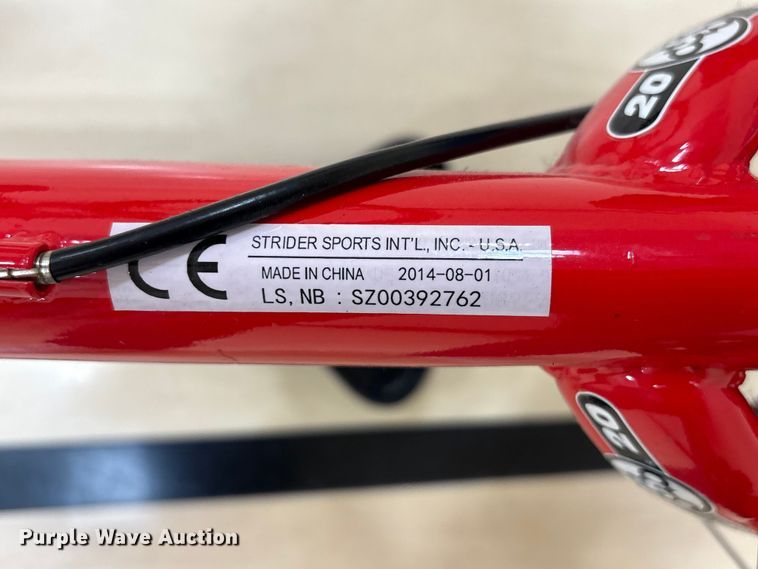 20
CE
STRIDER SPORTS INT'L., INC. - U.S.A.
MADE IN CHINA 2014-08-01
LS, NB : SZ00392762
20
Purple Wave Auction